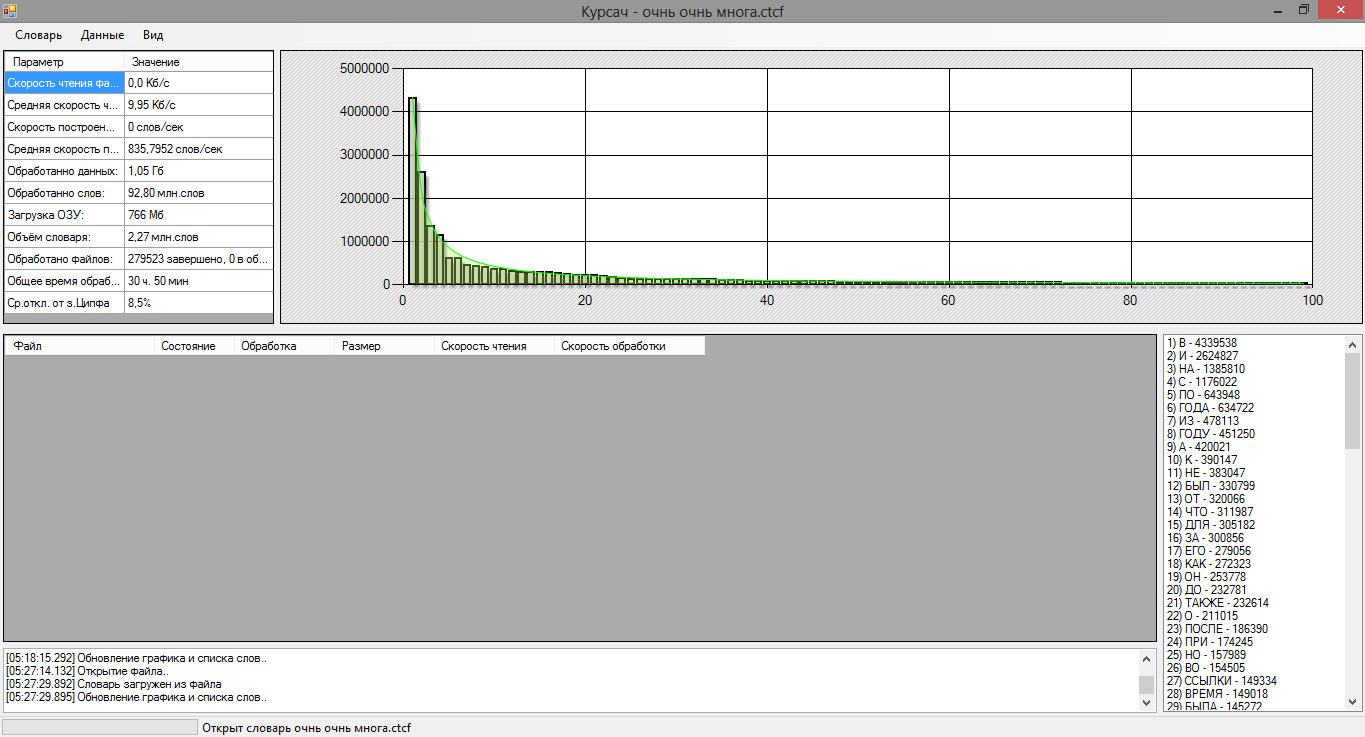 Курсач - очнь очнь многа.ctcf
Словарь Данные Вид
Параметр Значение
Скорость чтения фа... 0,0 Кб/с
Средняя скорость ч... 9,95 Кб/с
Скорость построен... 0 слов/сек
Средняя скорость п... 835,7952 слов/сек
Обработанно данных: 1,05 Гб
Обработанно слов: 92,80 млн.слов
Загрузка ОЗУ: 766 Мб
Объём словаря: 2,27 млн.слов
Обработано файлов: 279523 завершено, 0 в об...
Общее время обраб... 30 ч. 50 мин
Ср.откл. от з.Ципфа 8,5%
5000000
4000000
3000000
2000000
1000000
0
0 20 40 60 80 100
Файл Состояние Обработка Размер Скорость чтения Скорость обработки
1) В - 4339538
2) И - 2624827
3) НА - 1385810
4) С - 1176022
5) ПО - 643948
6) ГОДА - 634722
7) ИЗ - 478113
8) ГОДУ - 451250
9) А - 420021
10) К - 390147
11) НЕ - 383047
12) БЫЛ - 330799
13) ОТ - 320066
14) ЧТО - 311987
15) ДЛЯ - 305182
16) ЗА - 300856
17) ЕГО - 279056
18) КАК - 272323
19) ОН - 253778
20) ДО - 232781
21) ТАКЖЕ - 232614
22) О - 211015
23) ПОСЛЕ - 186390
24) ПРИ - 174245
25) НО - 157989
26) ВО - 154505
27) ССЫЛКИ - 149334
28) ВРЕМЯ - 149018
29) БЫЛА - 145272
[05:18:15.292] Обновление графика и списка слов..
[05:27:14.132] Открытие файла..
[05:27:29.892] Словарь загружен из файла
[05:27:29.895] Обновление графика и списка слов..
Открыт словарь очнь очнь многа.ctcf